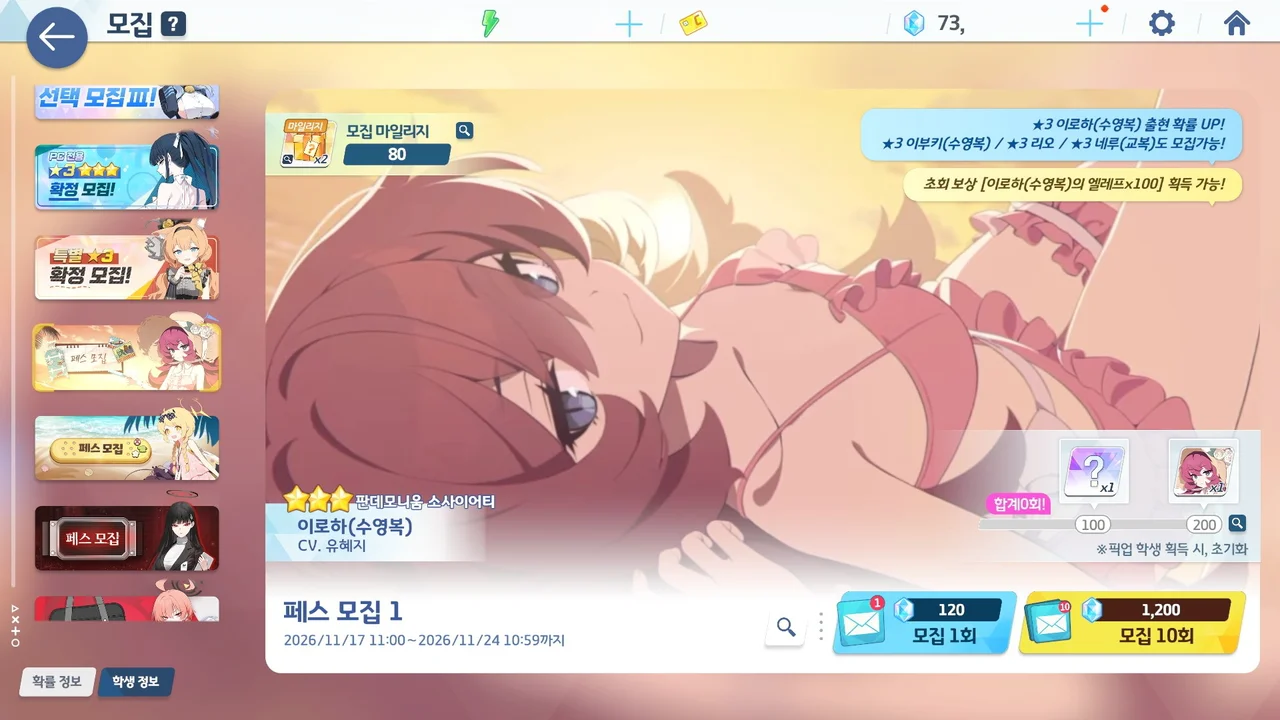 모집 ?
73,
선택 모집 III!
PC 전용
★3 ★★★
확정 모집!
특별 ★3
확정 모집!
페스 모집
페스 모집
페스 모집
확률 정보
학생 정보
마일리지
x2
모집 마일리지
80
★3 이로하(수영복) 출현 확률 UP!
★3 이부키(수영복) / ★3 리오 / ★3 네루(교복)도 모집가능!
초회 보상 [이로하(수영복)의 엘레프x100] 획득 가능!
판데모니움 소사이어티
이로하(수영복)
CV. 유혜지
?
x1
x1
합계0회!
100
200
※픽업 학생 획득 시, 초기화
페스 모집 1
2026/11/17 11:00~2026/11/24 10:59까지
1
120
모집 1회
10
1,200
모집 10회